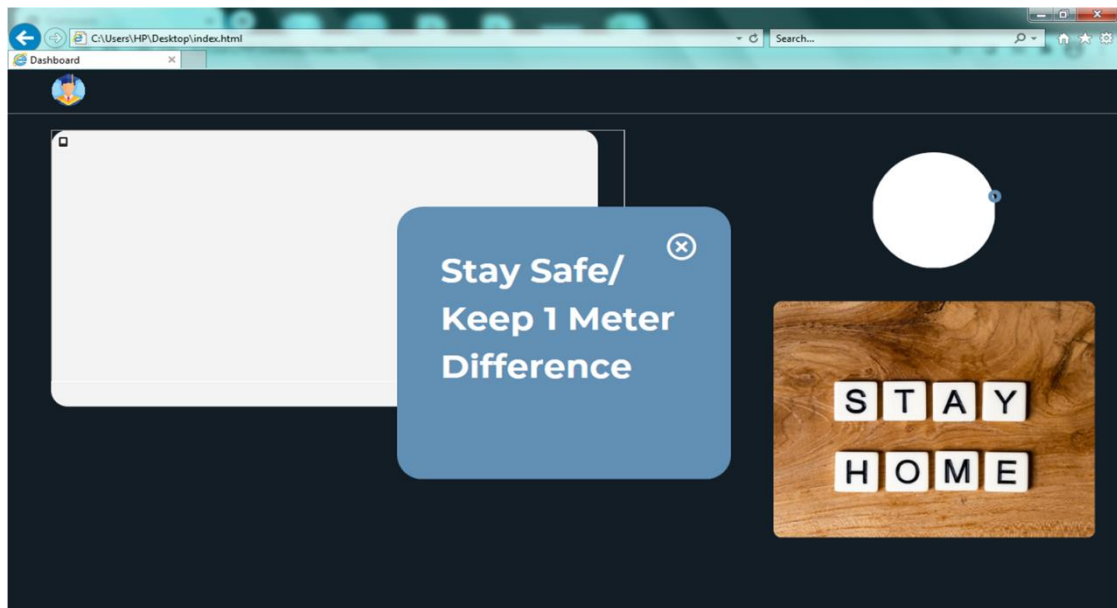 C:\Users\HP\Desktop\index.html
Search...
Dashboard
Stay Safe/
Keep 1 Meter
Difference
STAY
HOME